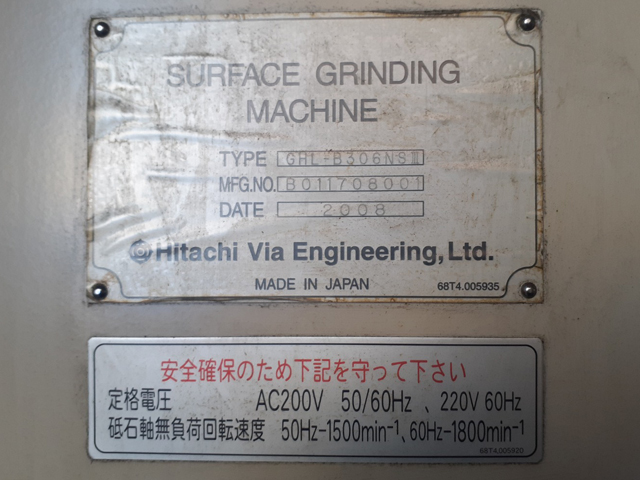 SURFACE GRINDING
MACHINE
TYPE GHL-B306NSⅢ
MFG.NO. B011708001
DATE 2008
Hitachi Via Engineering, Ltd.
MADE IN JAPAN 68T4.005935
安全確保のため下記を守って下さい
定格電圧 AC200V 50/60Hz 、220V 60Hz
砥石軸無負荷回転速度 50Hz-1500min⁻¹、60Hz-1800min⁻¹
68T4.005920